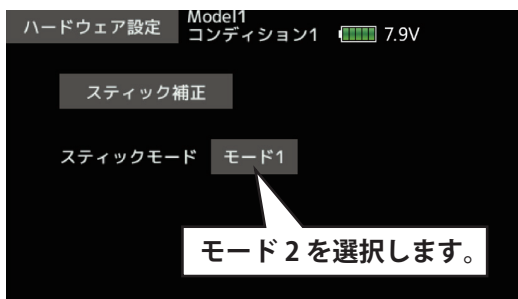 ハードウェア設定
Model1
コンディション1
7.9V
スティック補正
スティックモード モード1
モード2を選択します。